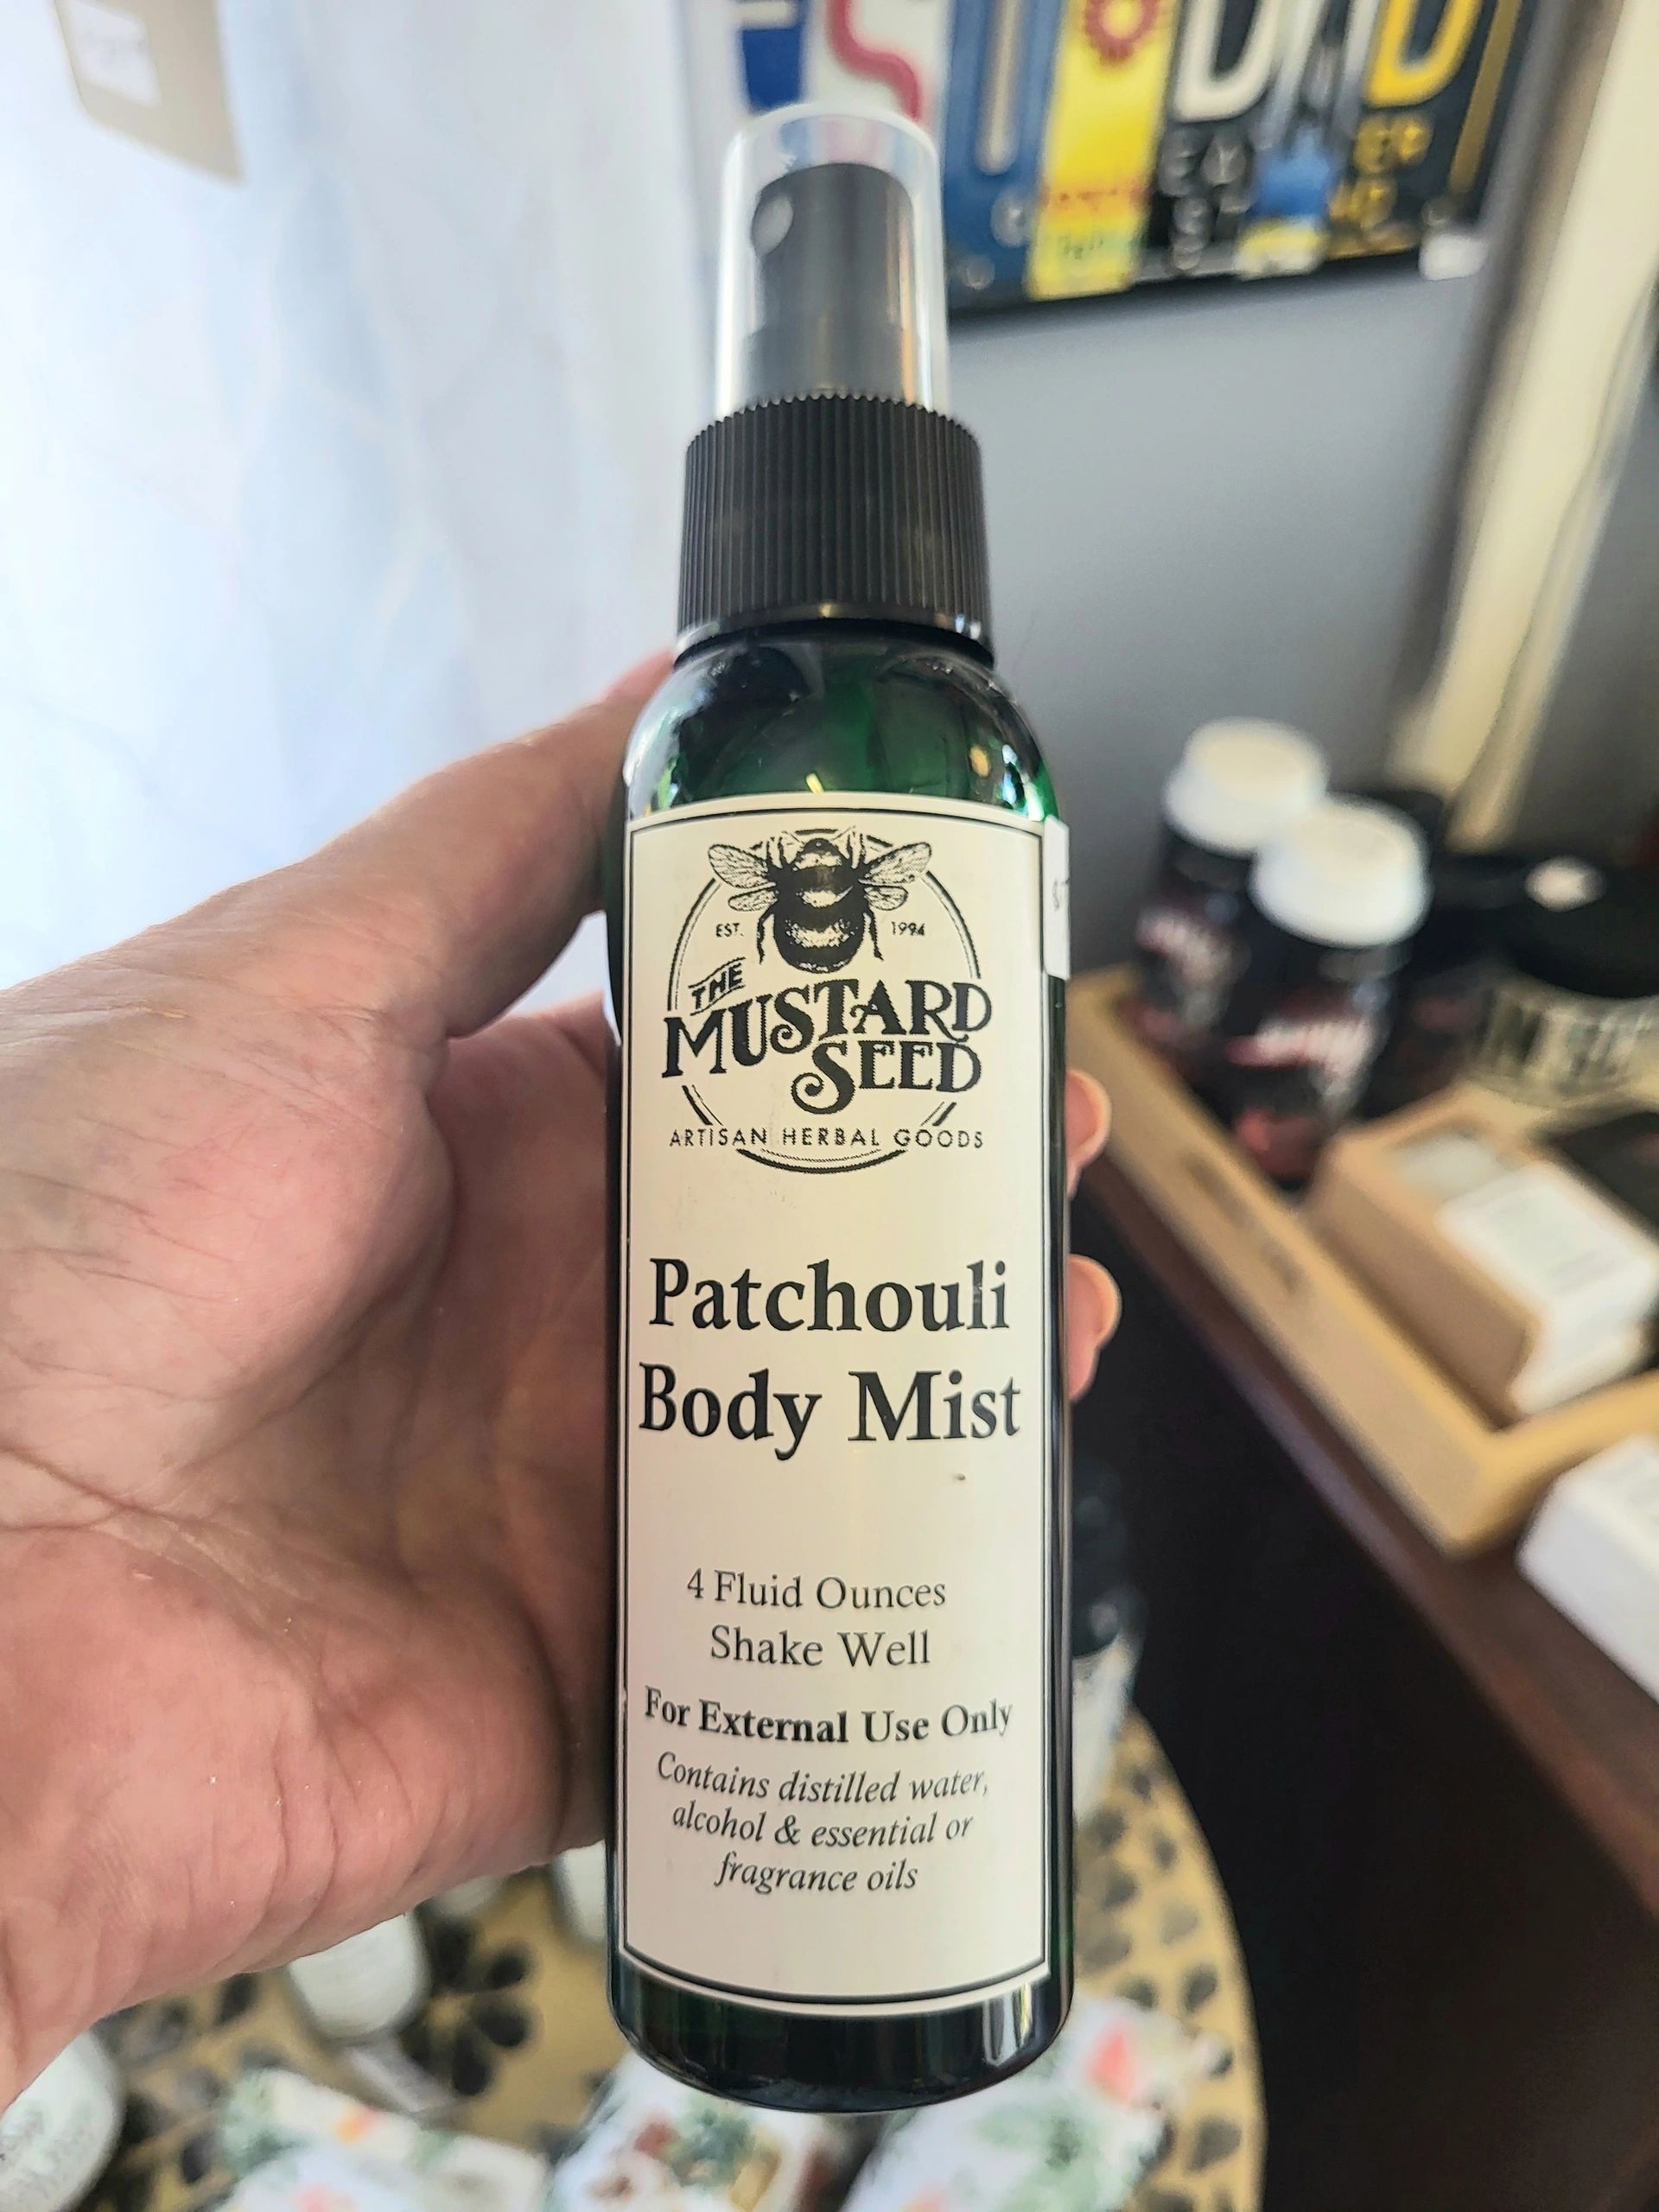 EST. 1994
THE
MUSTARD
SEED
ARTISAN HERBAL GOODS
Patchouli
Body Mist
4 Fluid Ounces
Shake Well
For External Use Only
Contains distilled water,
alcohol & essential or
fragrance oils